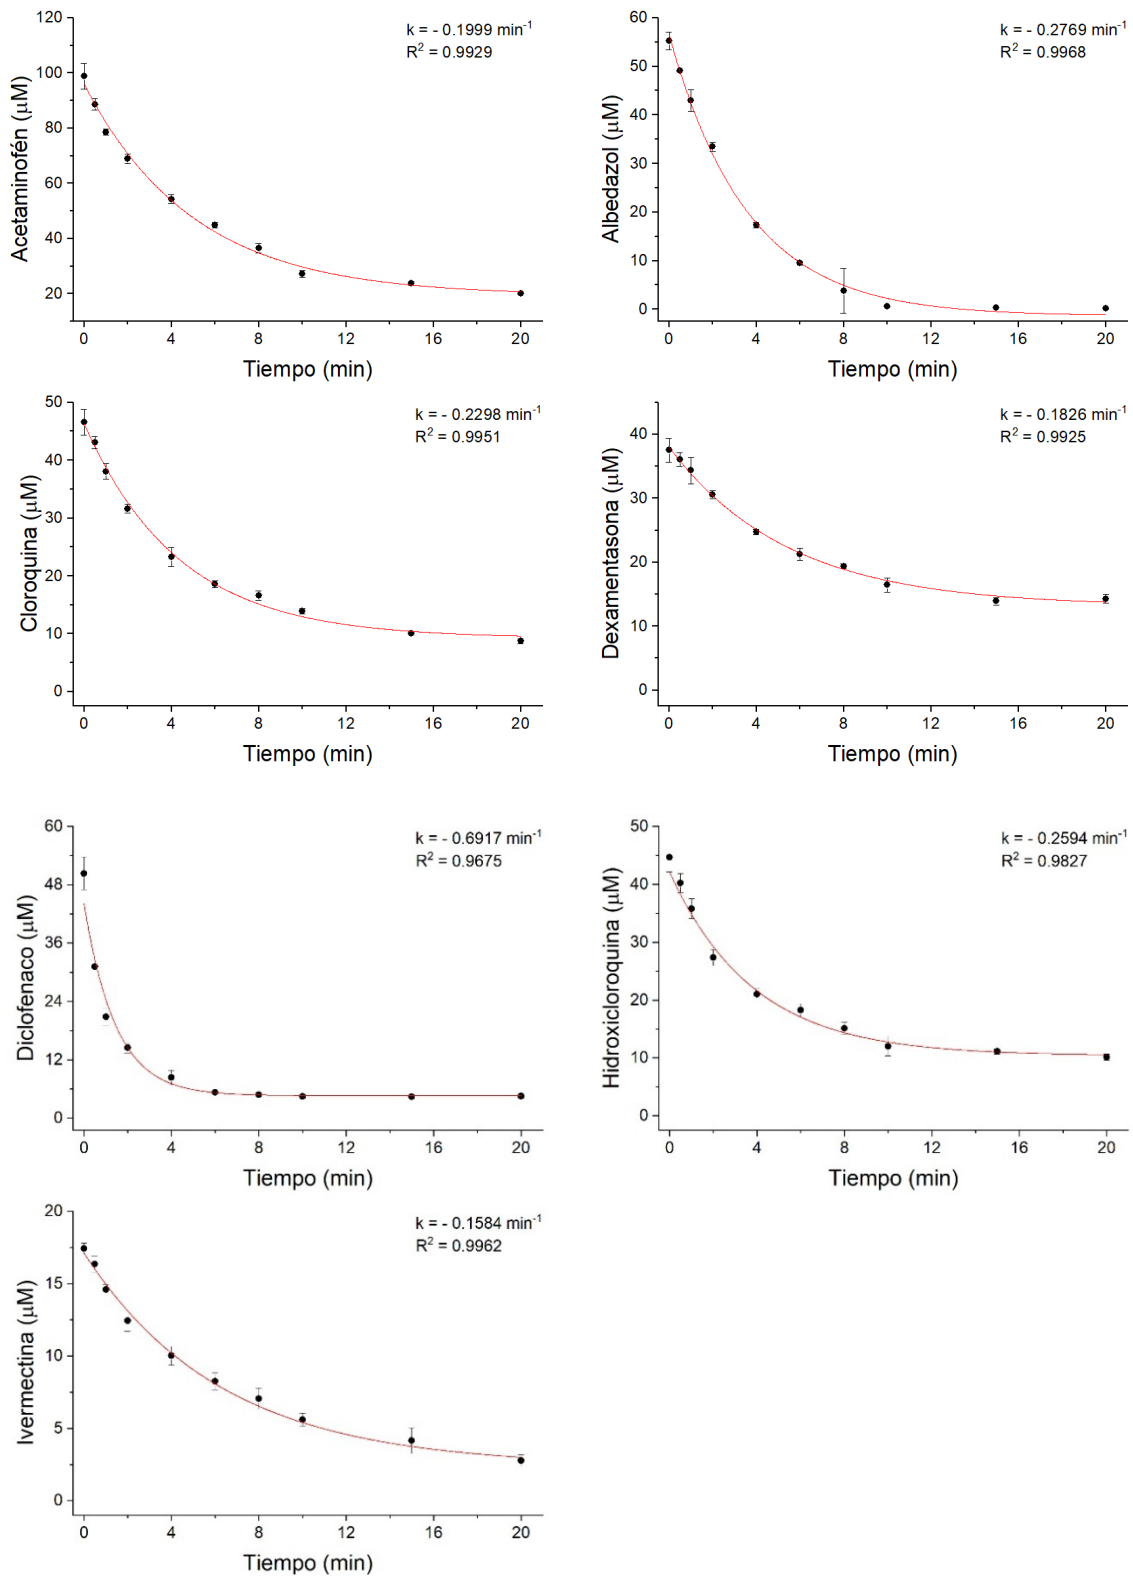 k = - 0.1999 min⁻¹
R² = 0.9929
120
100
80
60
40
20
Acetaminofén (µM)
0 4 8 12 16 20
Tiempo (min)
k = - 0.2769 min⁻¹
R² = 0.9968
60
50
40
30
20
10
0
Albedazol (µM)
0 4 8 12 16 20
Tiempo (min)
k = - 0.2298 min⁻¹
R² = 0.9951
50
40
30
20
10
0
Cloroquina (µM)
0 4 8 12 16 20
Tiempo (min)
k = - 0.1826 min⁻¹
R² = 0.9925
40
30
20
10
0
Dexamentasona (µM)
0 4 8 12 16 20
Tiempo (min)
k = - 0.6917 min⁻¹
R² = 0.9675
60
48
36
24
12
0
Diclofenaco (µM)
0 4 8 12 16 20
Tiempo (min)
k = - 0.2594 min⁻¹
R² = 0.9827
50
40
30
20
10
0
Hidroxicloroquina (µM)
0 4 8 12 16 20
Tiempo (min)
k = - 0.1584 min⁻¹
R² = 0.9962
20
15
10
5
0
Ivermectina (µM)
0 4 8 12 16 20
Tiempo (min)